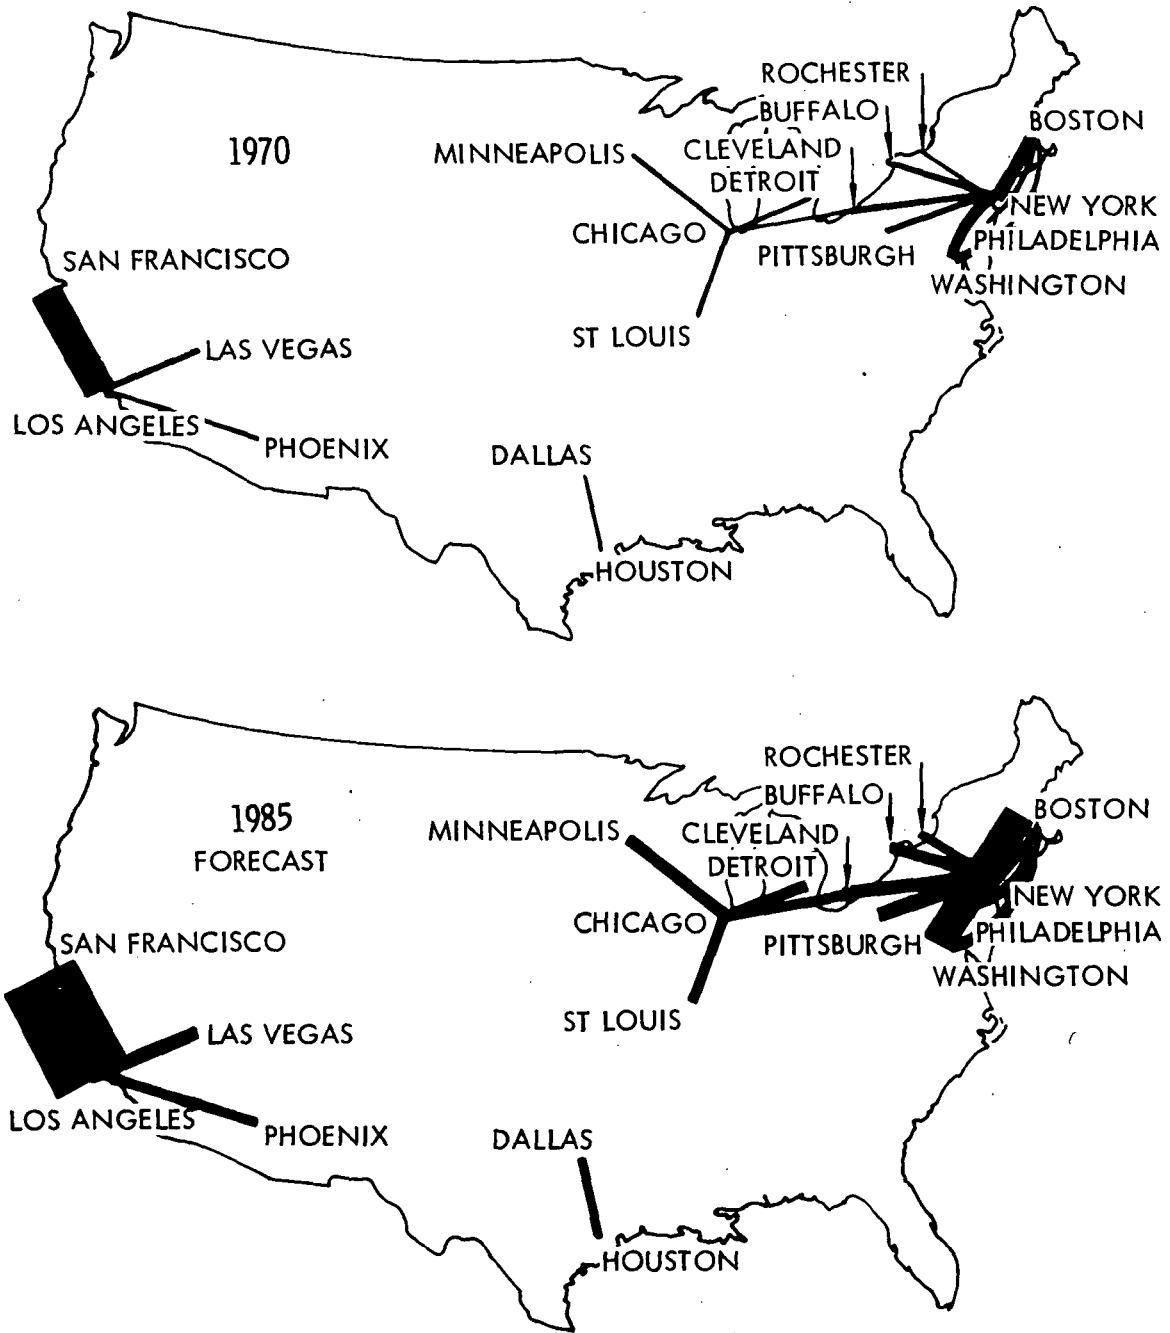 ROCHESTER
BUFFALO
BOSTON
1970
MINNEAPOLIS
CLEVELAND
DETROIT
NEW YORK
CHICAGO
PITTSBURGH
PHILADELPHIA
SAN FRANCISCO
WASHINGTON
ST LOUIS
LAS VEGAS
LOS ANGELES
PHOENIX
DALLAS
HOUSTON
ROCHESTER
BUFFALO
BOSTON
1985
FORECAST
MINNEAPOLIS
CLEVELAND
DETROIT
NEW YORK
CHICAGO
PITTSBURGH
PHILADELPHIA
SAN FRANCISCO
WASHINGTON
ST LOUIS
LAS VEGAS
LOS ANGELES
PHOENIX
DALLAS
HOUSTON